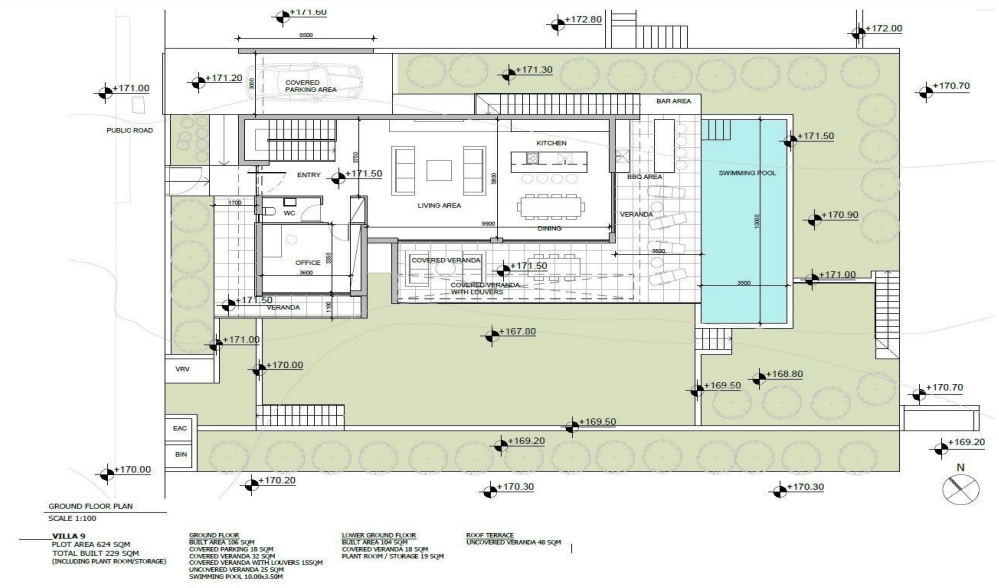 +171.60
+172.80
+172.00
5500
+171.20
COVERED
PARKING AREA
3000
+171.30
+171.00
+170.70
BAR AREA
PUBLIC ROAD
+171.50
KITCHEN
ENTRY
+171.50
3750
5800
SWIMMING POOL
BBQ AREA
1700
WC
LIVING AREA
VERANDA
+170.90
9900
DINING
10000
3350
OFFICE
3600
COVERED VERANDA
+171.50
3500
3500
+171.00
COVERED VERANDA
WITH LOUVERS
+171.50
VERANDA
1100
+167.80
+171.00
VRV
+170.00
+168.80
+169.50
+170.70
EAC
+169.50
BIN
+169.20
+169.20
+170.00
+170.20
+170.30
+170.30
N
GROUND FLOOR PLAN
SCALE 1:100
VILLA 9
PLOT AREA 624 SQM
TOTAL BUILT 229 SQM
(INCLUDING PLANT ROOM/STORAGE)
GROUND FLOOR
BUILT AREA 106 SQM
COVERED PARKING 18 SQM
COVERED VERANDA 32 SQM
COVERED VERANDA WITH LOUVERS 15SQM
UNCOVERED VERANDA 25 SQM
SWIMMING POOL 10.00x3.50M
LOWER GROUND FLOOR
BUILT AREA 104 SQM
COVERED VERANDA 18 SQM
PLANT ROOM / STORAGE 19 SQM
ROOF TERRACE
UNCOVERED VERANDA 48 SQM